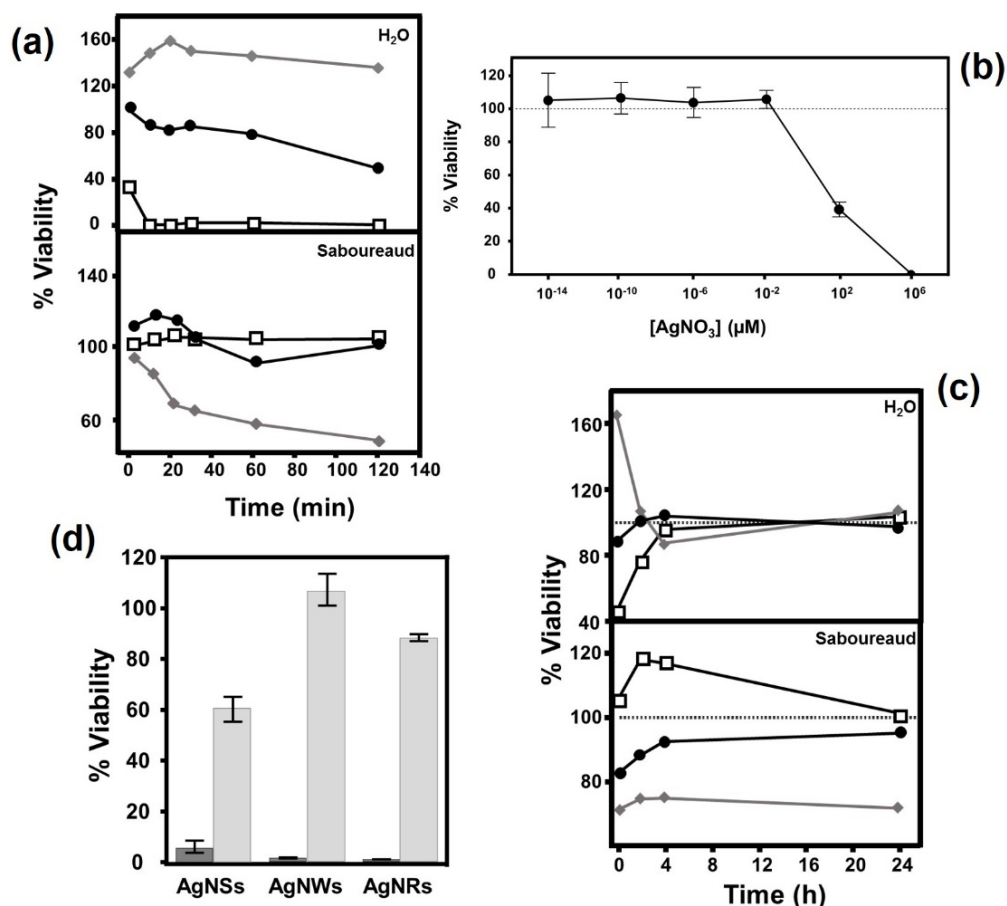 (a)
H₂O
160
120
80
40
0
% Viability
Saboureaud
140
100
60
0 20 40 60 80 100 120 140
Time (min)
(b)
120
100
80
60
40
20
0
% Viability
10⁻¹⁴ 10⁻¹⁰ 10⁻⁶ 10⁻² 10² 10⁶
[AgNO₃] (µM)
(c)
H₂O
160
120
80
40
% Viability
Saboureaud
120
100
80
0 4 8 12 16 20 24
Time (h)
(d)
120
100
80
60
40
20
0
% Viability
AgNSs AgNWs AgNRs